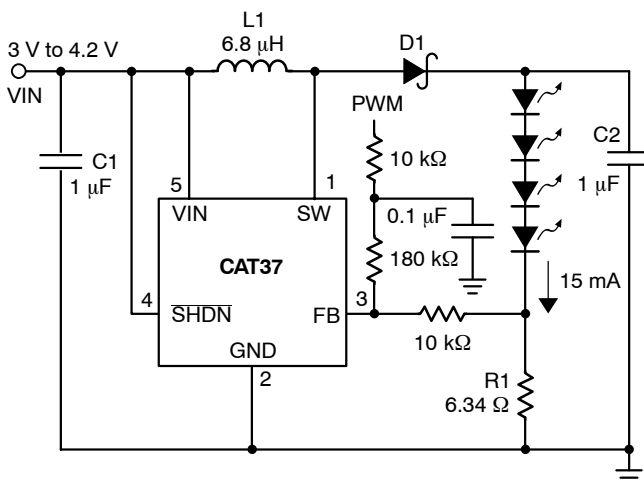 L1
6.8 μH
D1
3 V to 4.2 V
VIN
PWM
10 kΩ
C1
1 μF
C2
1 μF
5
1
VIN
SW
0.1 μF
CAT37
180 kΩ
15 mA
4
3
SHDN
FB
10 kΩ
GND
2
R1
6.34 Ω